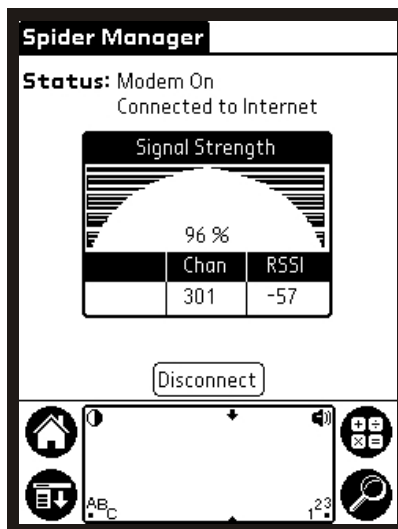 Spider Manager
Status: Modem On
Connected to Internet
Signal Strength
96 %
Chan RSSI
301 -57
Disconnect
ABC 123